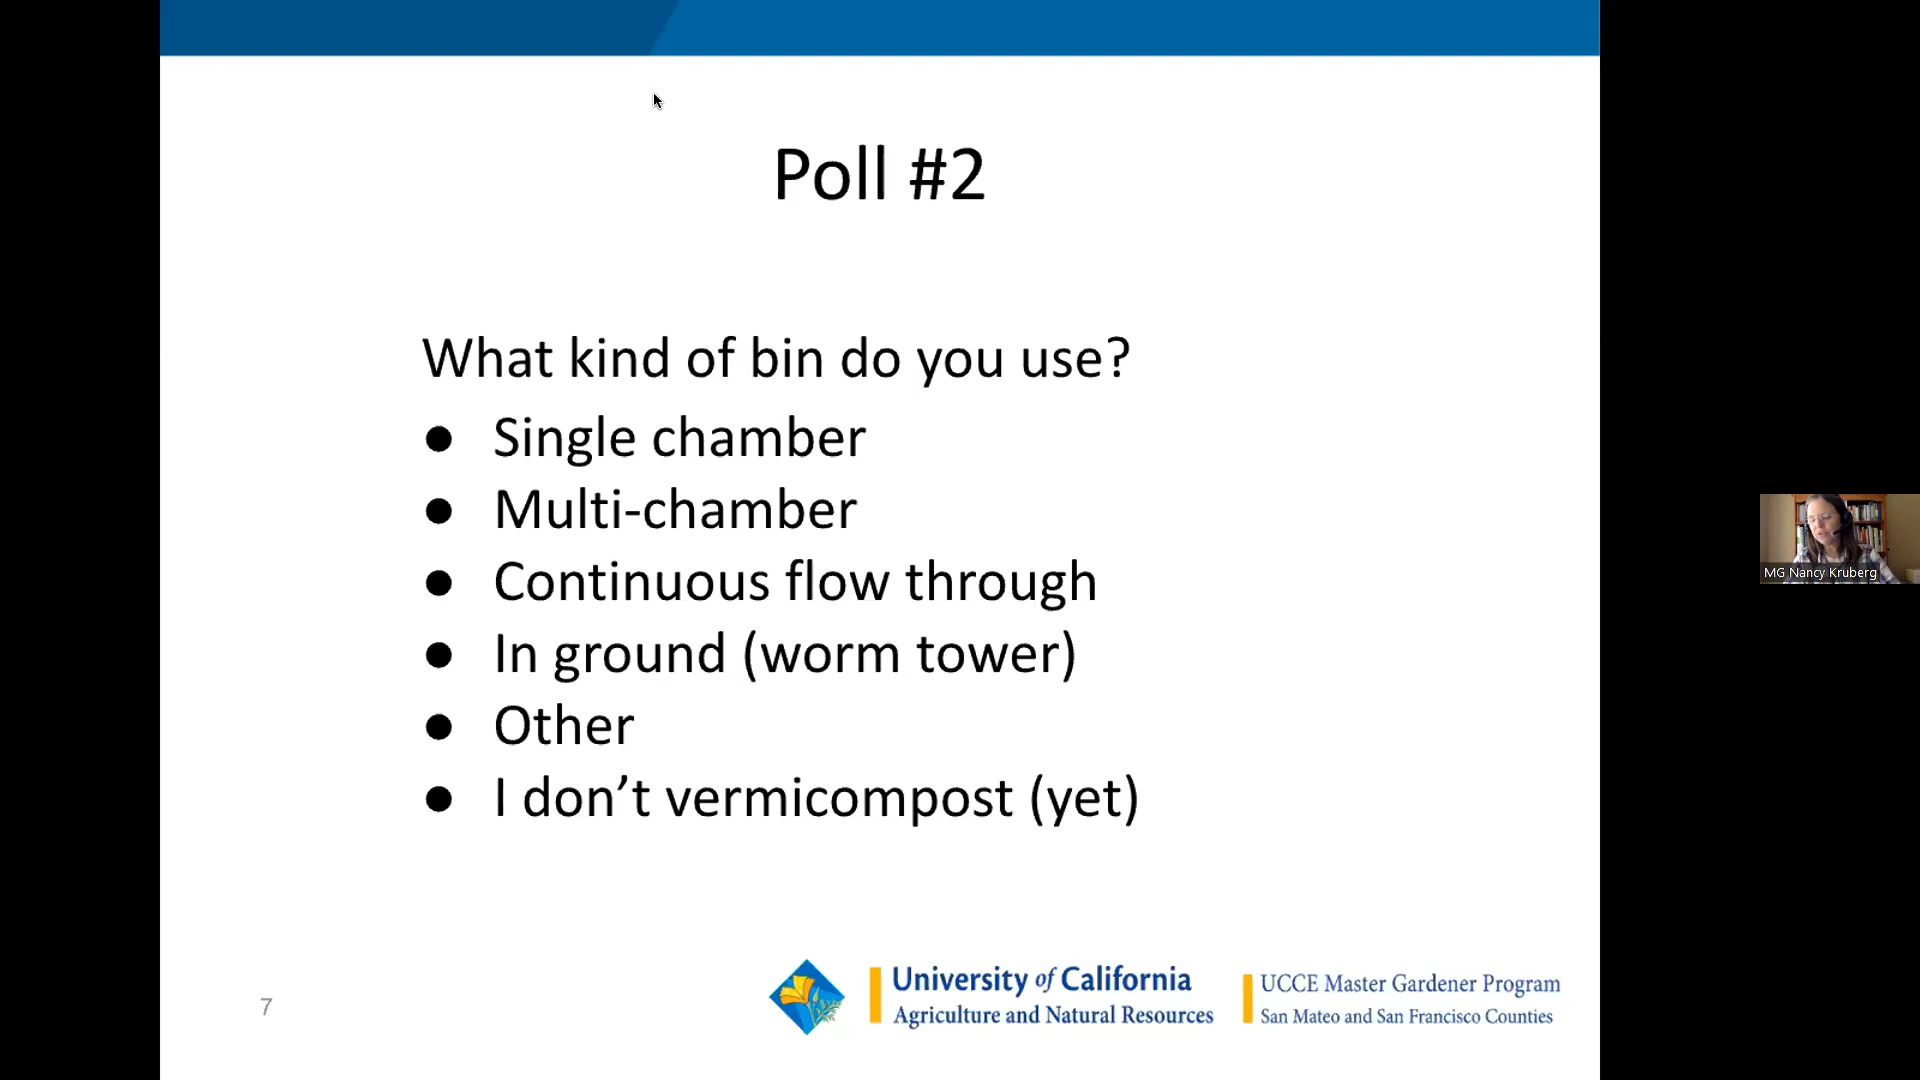 Poll #2
What kind of bin do you use?
● Single chamber
● Multi-chamber
● Continuous flow through
● In ground (worm tower)
● Other
● I don’t vermicompost (yet)
MG Nancy Kruberg
7
University of California
Agriculture and Natural Resources
UCCE Master Gardener Program
San Mateo and San Francisco Counties